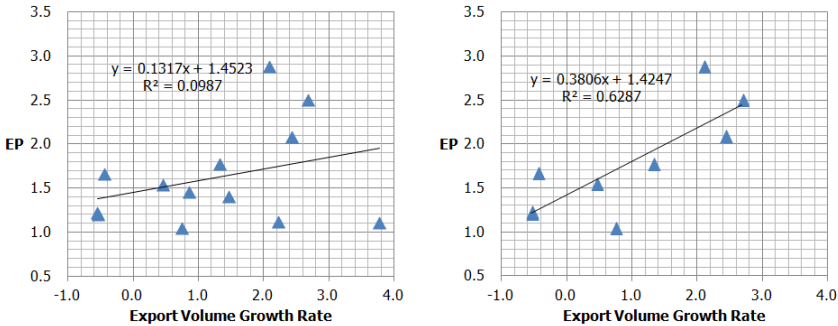 3.5
3.0
y = 0.1317x + 1.4523
R² = 0.0987
2.5
EP 2.0
1.5
1.0
0.5
-1.0 0.0 1.0 2.0 3.0 4.0
Export Volume Growth Rate
3.5
3.0
y = 0.3806x + 1.4247
R² = 0.6287
2.5
EP 2.0
1.5
1.0
0.5
-1.0 0.0 1.0 2.0 3.0 4.0
Export Volume Growth Rate